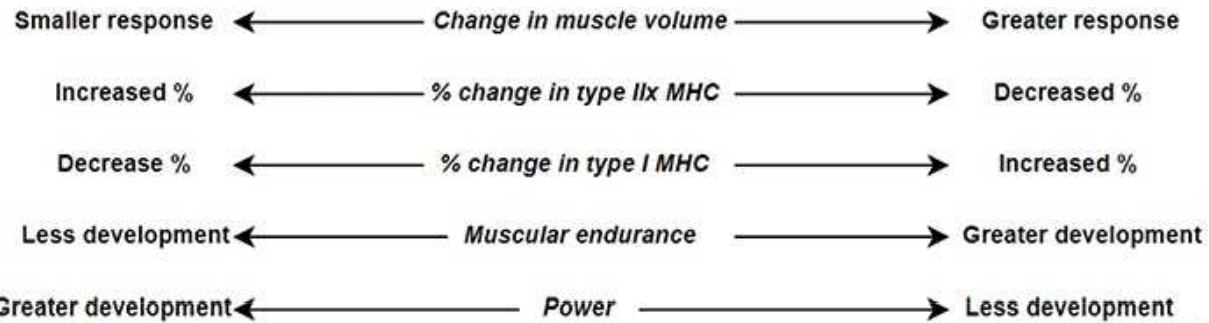 Smaller response Change in muscle volume Greater response
Increased % % change in type IIx MHC Decreased %
Decrease % % change in type I MHC Increased %
Less development Muscular endurance Greater development
Greater development Power Less development